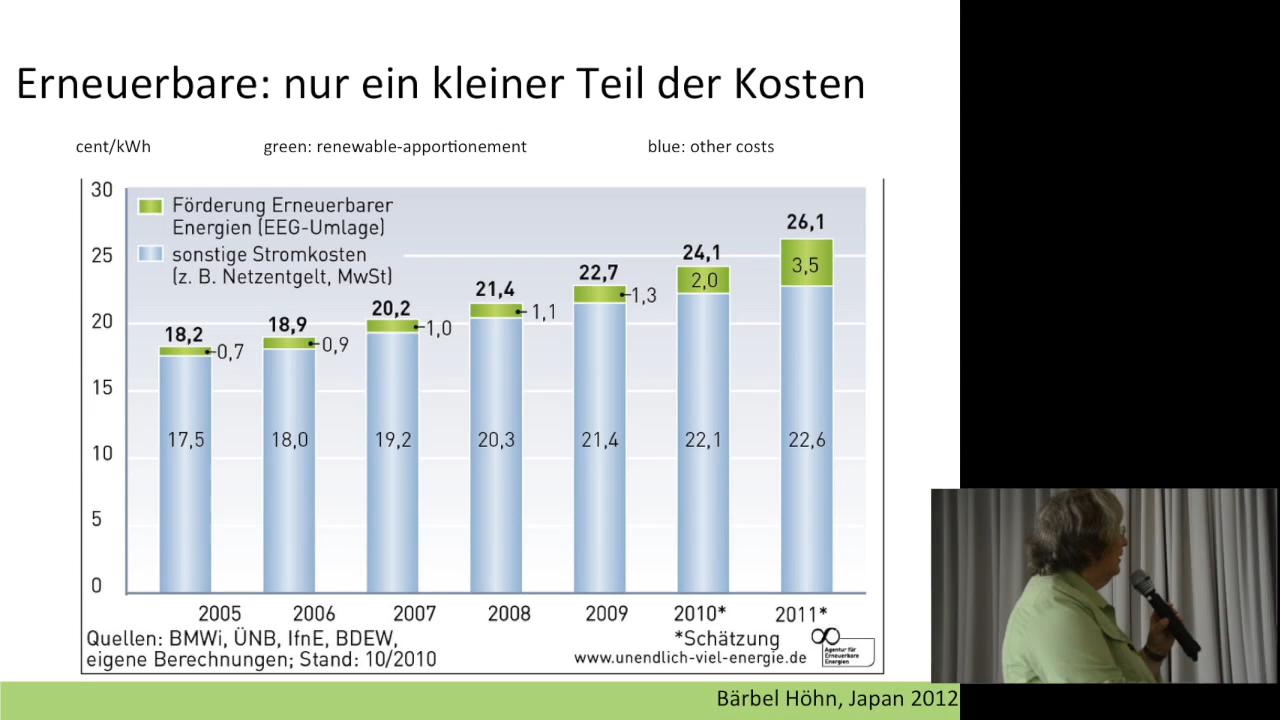 Erneuerbare: nur ein kleiner Teil der Kosten
cent/kWh green: renewable-apportionement blue: other costs
30
Förderung Erneuerbarer
Energien (EEG-Umlage)
sonstige Stromkosten
(z. B. Netzentgelt, MwSt)
25
20
15
10
5
0
18,2
0,7
17,5
18,9
0,9
18,0
20,2
1,0
19,2
21,4
1,1
20,3
22,7
1,3
21,4
24,1
2,0
22,1
26,1
3,5
22,6
2005 2006 2007 2008 2009 2010* 2011*
Quellen: BMWi, ÜNB, IfnE, BDEW,
eigene Berechnungen; Stand: 10/2010
*Schätzung
www.unendlich-viel-energie.de
Agentur für
Erneuerbare
Energien
Bärbel Höhn, Japan 2012